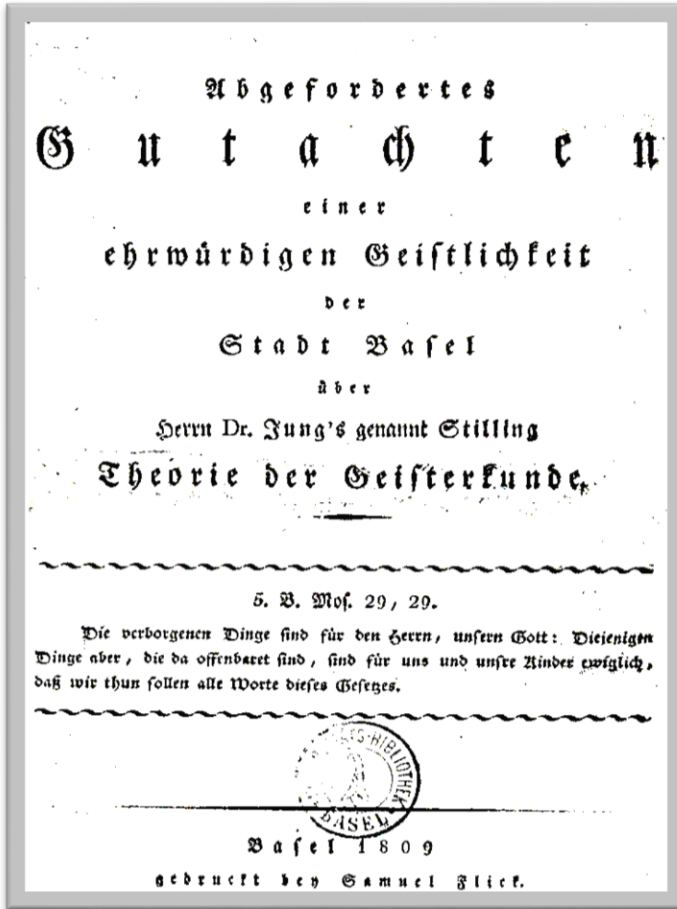 Abgefordertes
Gutachten
einer
ehrwürdigen Geistlichkeit
der
Stadt Basel
über
Herrn Dr. Jung's genannt Stilling
Theorie der Geisterkunde.
5. B. Mos. 29, 29.
Die verborgenen Dinge sind für den Herrn, unsern Gott: Diejenigen
Dinge aber, die da offenbaret sind, sind für uns und unsre Kinder ewiglich,
daß wir thun sollen alle Worte dieses Gesetzes.
BIBLIOTHEK
BASEL
Basel 1809
gedruckt bey Samuel Flick.